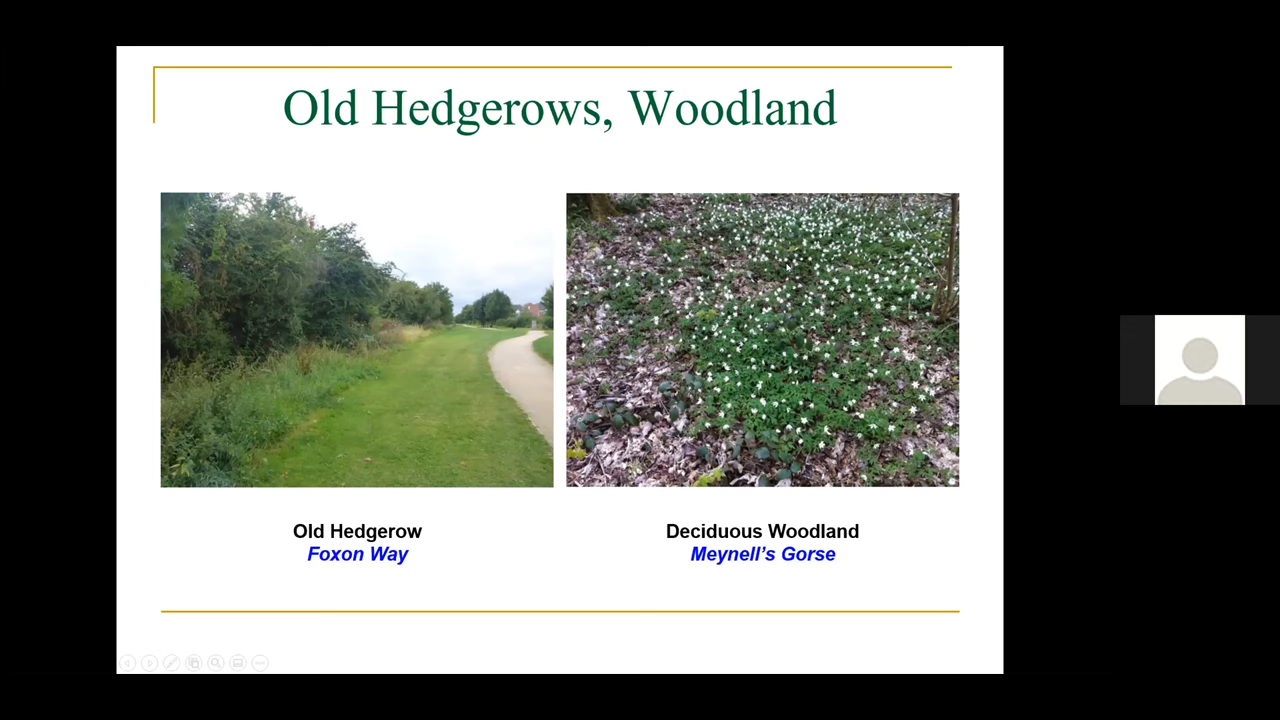 Old Hedgerows, Woodland
Old Hedgerow
Foxon Way
Deciduous Woodland
Meynell’s Gorse